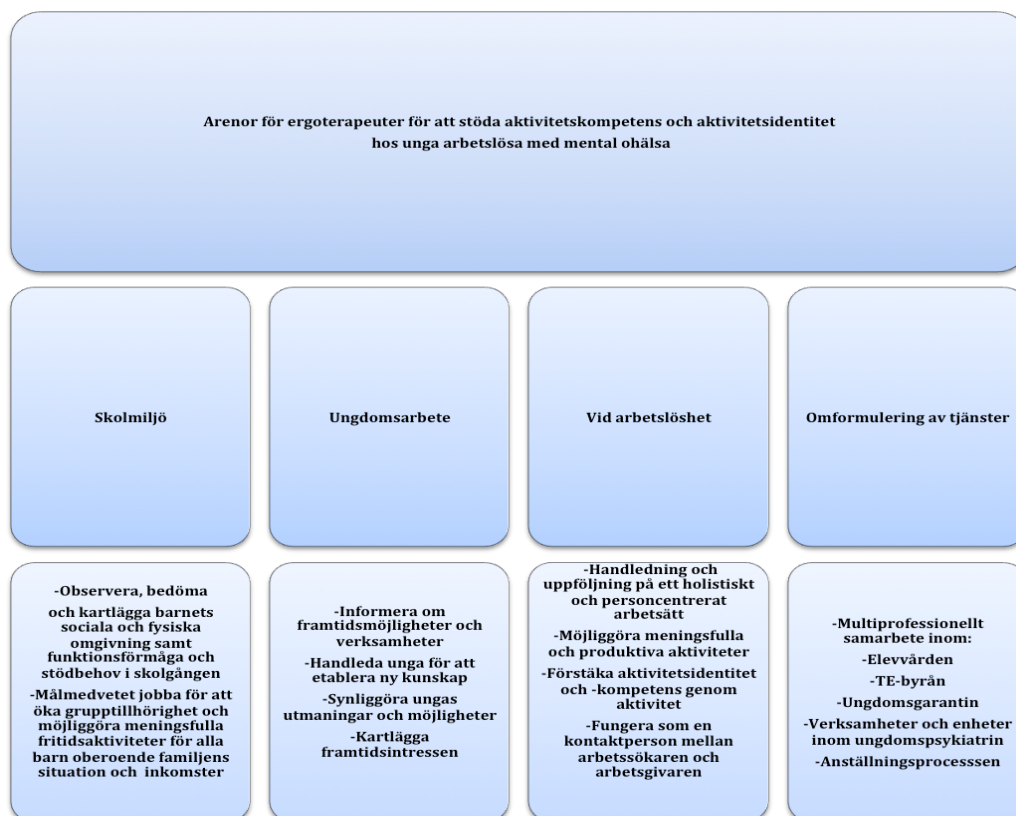 Arenor för ergoterapeuter för att stöda aktivitetskompetens och aktivitetsidentitet
hos unga arbetslösa med mental ohälsa
Skolmiljö
Ungdomsarbete
Vid arbetslöshet
Omformulering av tjänster
-Observera, bedöma
och kartlägga barnets
sociala och fysiska
omgivning samt
funktionsförmåga och
stödbehov i skolgången
-Målmedvetet jobba för att
öka grupptillhörighet och
möjliggöra meningsfulla
fritidsaktiviteter för alla
barn oberoende familjens
situation och inkomster
-Informera om
framtidsmöjligheter och
verksamheter
-Handleda unga för att
etablera ny kunskap
-Synliggöra ungas
utmaningar och möjligheter
-Kartlägga
framtidsintressen
-Handledning och
uppföljning på ett holistiskt
och personcentrerat
arbetsätt
-Möjliggöra meningsfulla
och produktiva aktiviteter
-Förstäka aktivitetsidentitet
och -kompetens genom
aktivitet
-Fungera som en
kontaktperson mellan
arbetssökaren och
arbetsgivaren
-Multiprofessionellt
samarbete inom:
-Elevvården
-TE-byrån
-Ungdomsgarantin
-Verksamheter och enheter
inom ungdomspsykiatrin
-Anställningsprocesssen